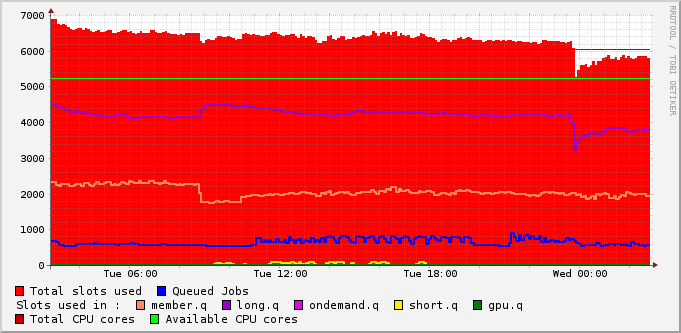 7000
6000
5000
4000
3000
2000
1000
0
Tue 06:00 Tue 12:00 Tue 18:00 Wed 00:00
RRDTOOL / TOBI OETIKER
Total slots used Queued Jobs
Slots used in : member.q long.q ondemand.q short.q gpu.q
Total CPU cores Available CPU cores